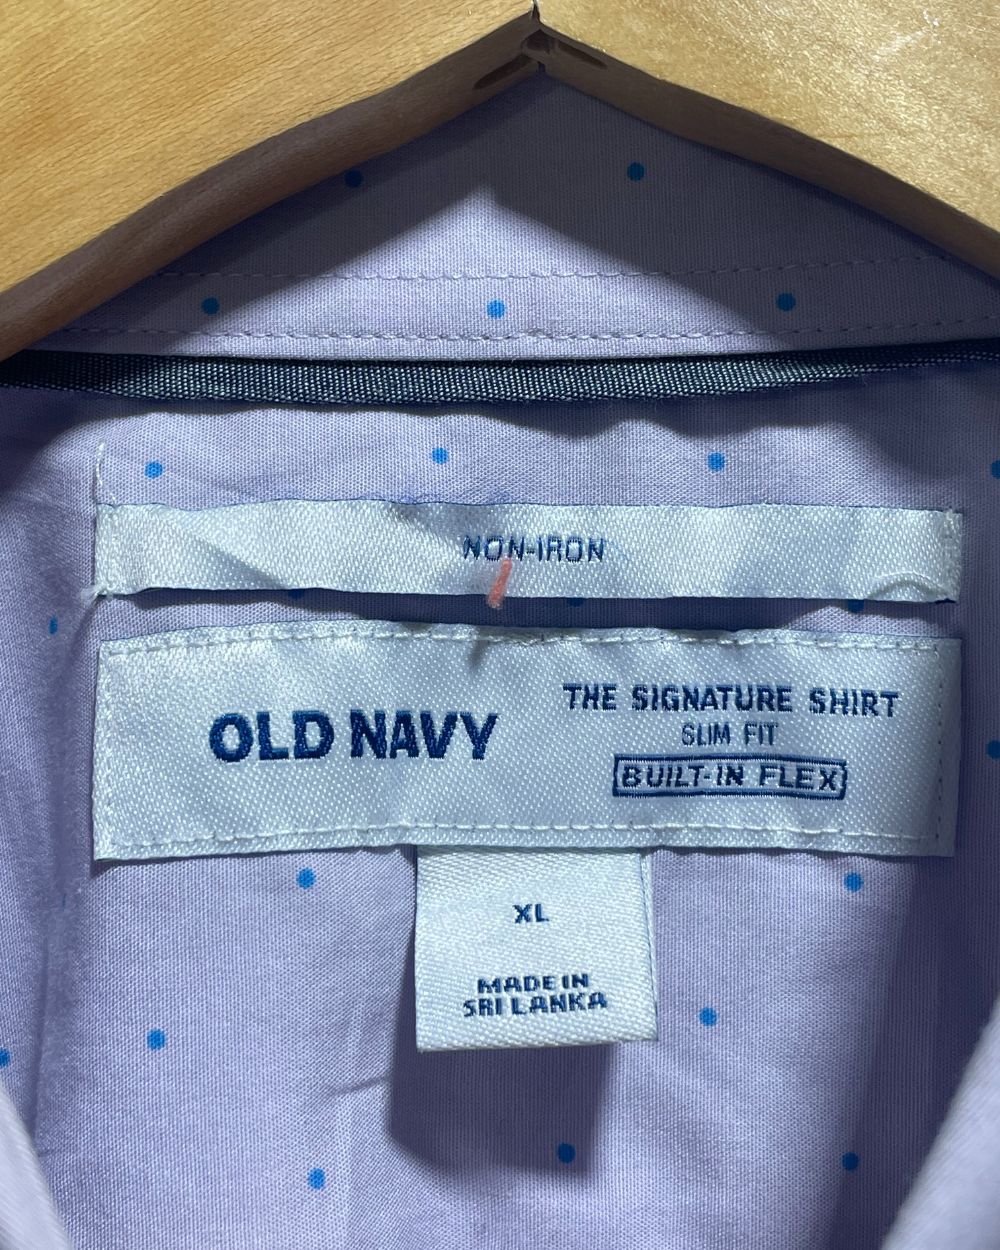 NON-IRON
OLD NAVY
THE SIGNATURE SHIRT
SLIM FIT
BUILT-IN FLEX
XL
MADE IN
SRI LANKA